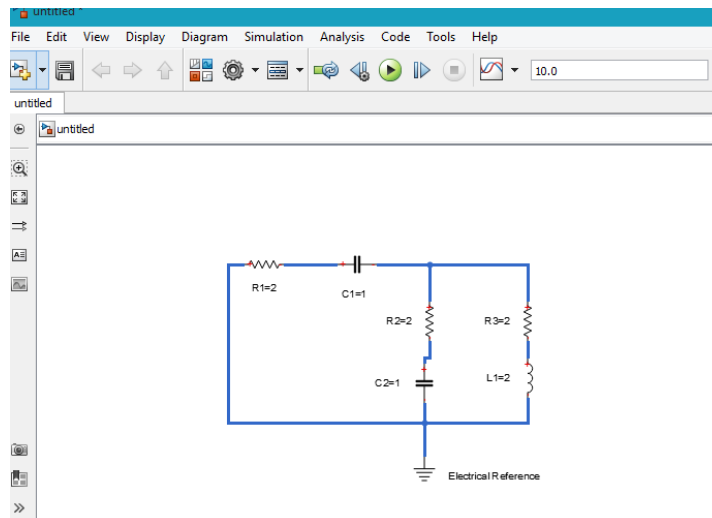 untitled *
File Edit View Display Diagram Simulation Analysis Code Tools Help
10.0
untitled
untitled
R1=2
C1=1
R2=2
R3=2
C2=1
L1=2
Electrical Reference